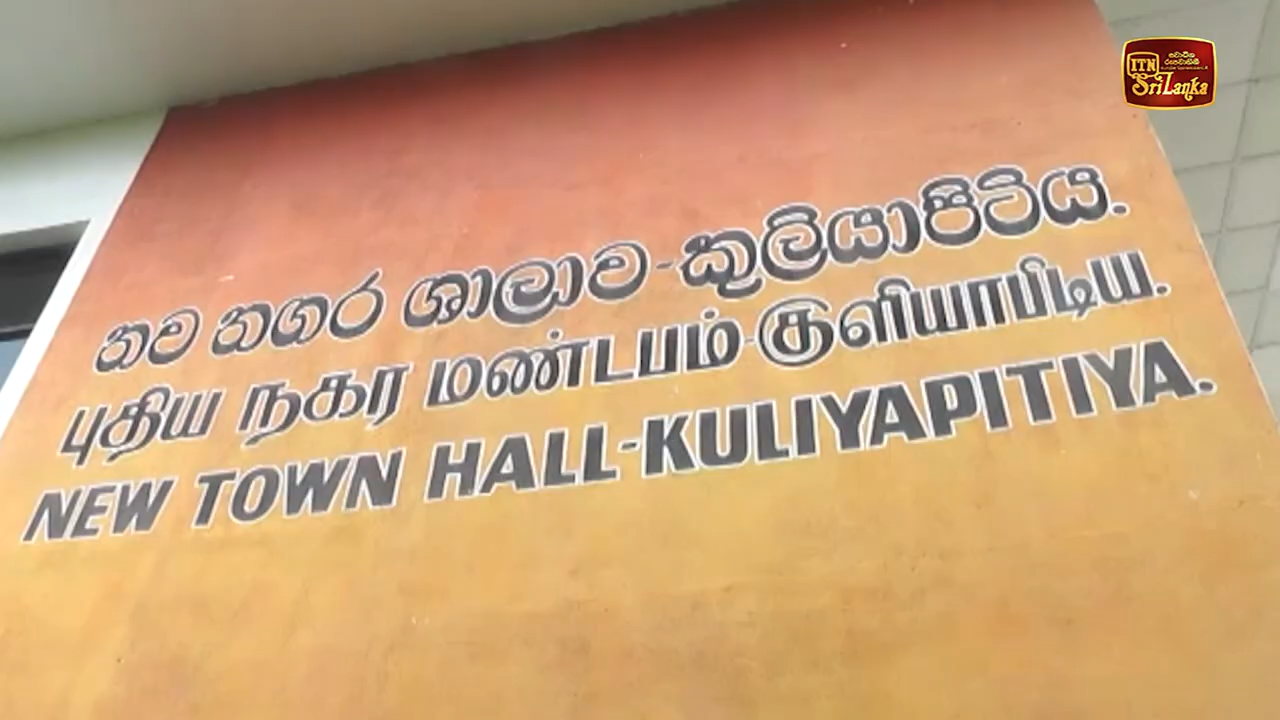 ITN
SriLanka
නව නගර ශාලාව-කුලියාපිටිය.
புதிய நகர மண்டபம்-குளியாபிடிய.
NEW TOWN HALL-KULIYAPITIYA.